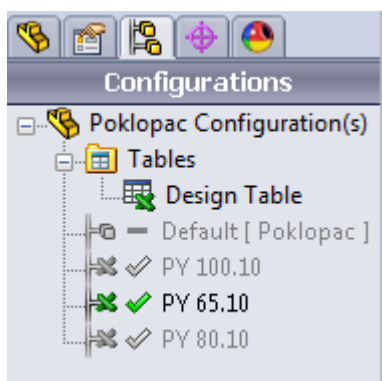 Configurations
Poklopac Configuration(s)
Tables
Design Table
Default [ Poklopac ]
PY 100.10
PY 65.10
PY 80.10